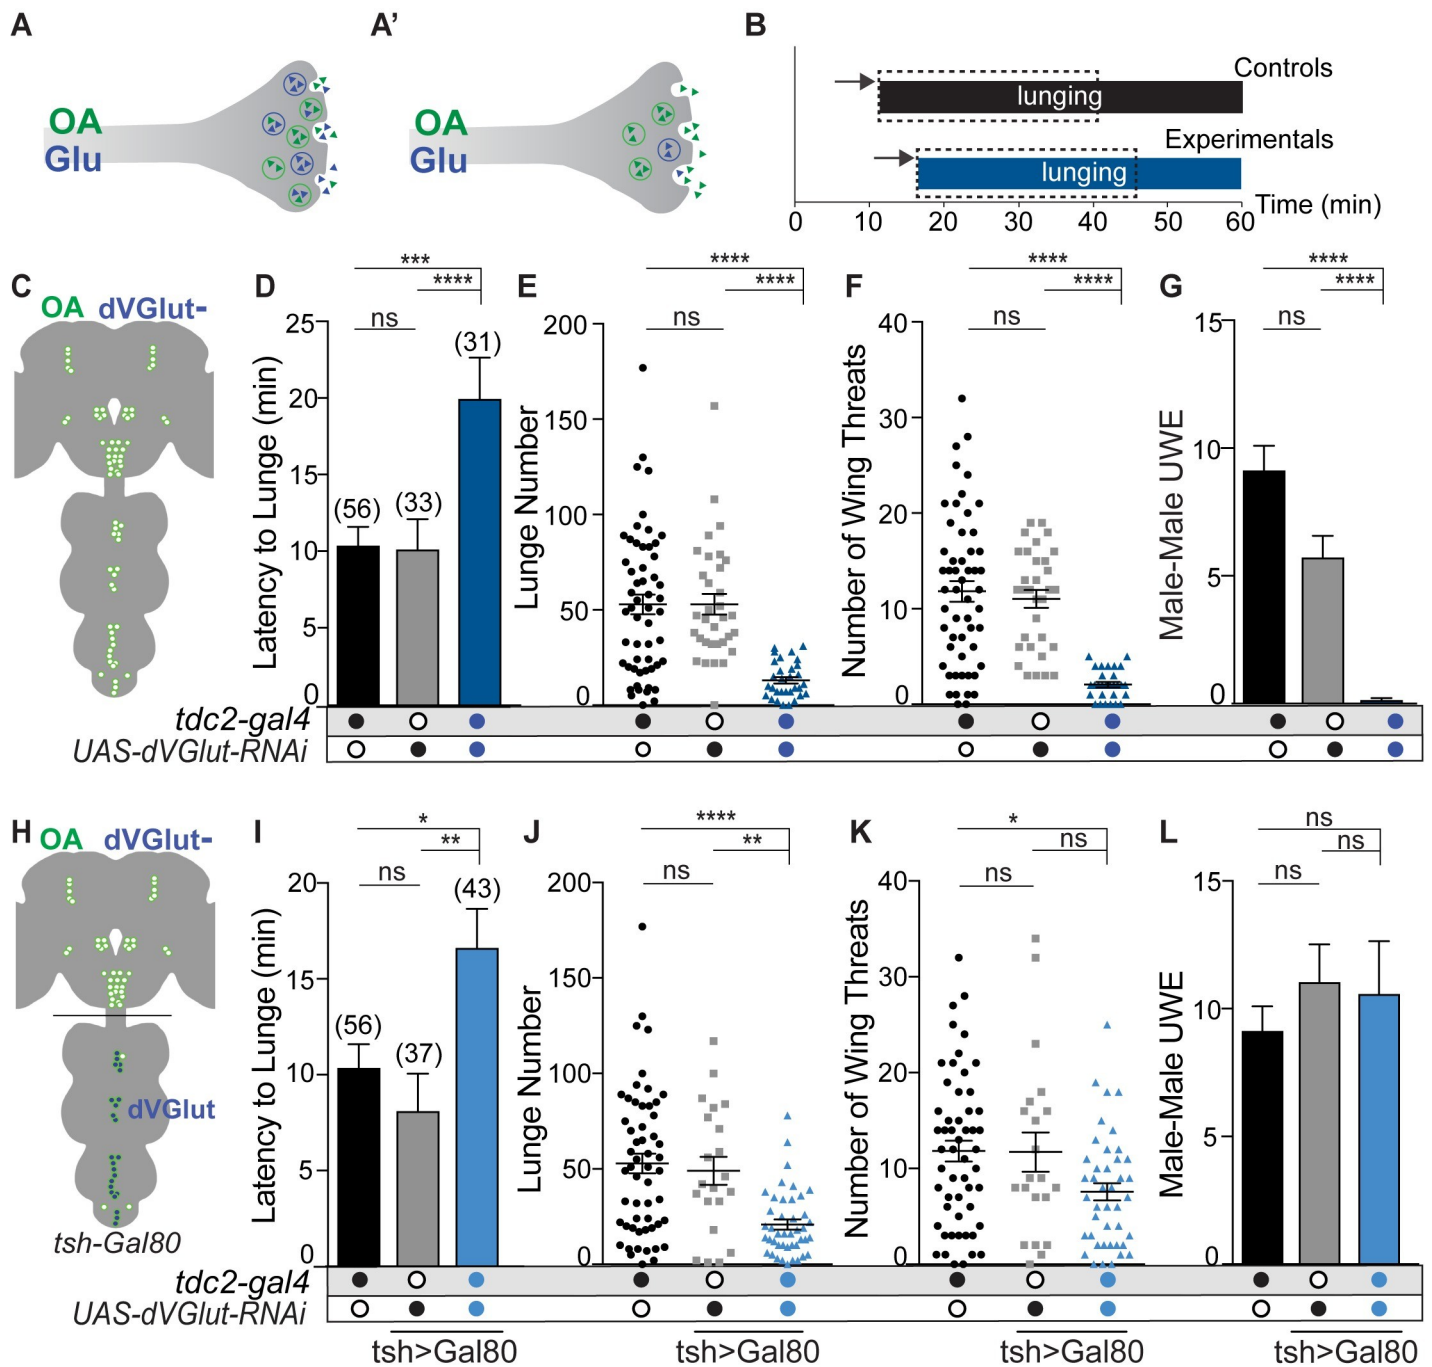 A
A’
B
OA
Glu
OA
Glu
Controls
lunging
Experimentals
lunging
0 10 20 30 40 50 60 Time (min)
C
OA dVGlut-
D
***
****
ns
Latency to Lunge (min)
25
20
15
10
5
0
(56)
(33)
(31)
E
****
****
ns
Lunge Number
200
150
100
50
0
F
****
****
ns
Number of Wing Threats
40
30
20
10
0
G
****
****
ns
Male-Male UWE
15
10
5
0
tdc2-gal4
UAS-dVGlut-RNAi
H
OA dVGlut-
dVGlut
tsh-Gal80
I
*
**
ns
Latency to Lunge (min)
20
15
10
5
0
(56)
(37)
(43)
J
****
**
ns
Lunge Number
200
150
100
50
0
K
*
ns
ns
Number of Wing Threats
40
30
20
10
0
L
ns
ns
ns
Male-Male UWE
15
10
5
0
tdc2-gal4
UAS-dVGlut-RNAi
tsh>Gal80 tsh>Gal80 tsh>Gal80 tsh>Gal80